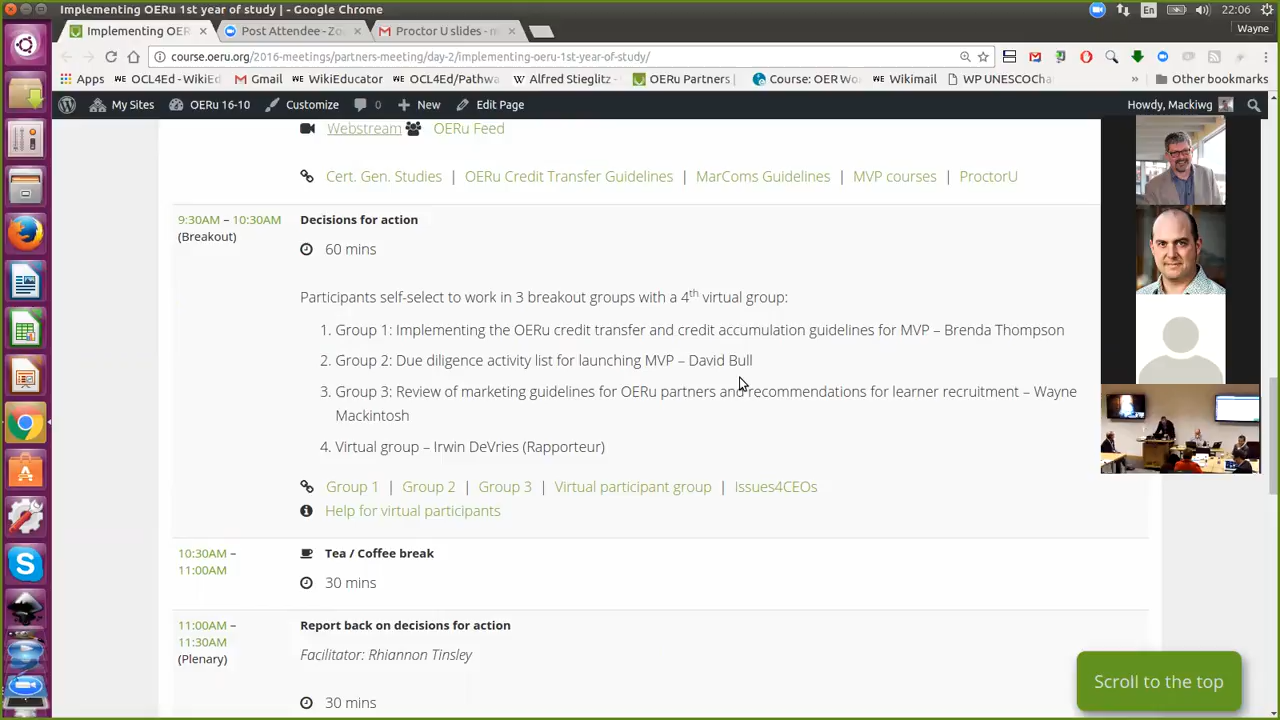 Implementing OERu 1st year of study | - Google Chrome
En
22:06
Implementing OERu
Post Attendee - Zo
Proctor U slides - m
Wayne
course.oeru.org/2016-meetings/partners-meeting/day-2/implementing-oeru-1st-year-of-study/
Apps
WE OCL4Ed - WikiEd
Gmail
WE WikiEducator
WE OCL4Ed/Pathwa
W Alfred Stieglitz -
OERu Partners |
Course: OER Wo
WE Wikimail
WP UNESCOCha
»
Other bookmarks
My Sites
OERu 16-10
Customize
0
New
Edit Page
Howdy, Mackiwg
Webstream
OERu Feed
Cert. Gen. Studies | OERu Credit Transfer Guidelines | MarComs Guidelines | MVP courses | ProctorU
9:30AM – 10:30AM
(Breakout)
Decisions for action
60 mins
Participants self-select to work in 3 breakout groups with a 4th virtual group:
1. Group 1: Implementing the OERu credit transfer and credit accumulation guidelines for MVP – Brenda Thompson
2. Group 2: Due diligence activity list for launching MVP – David Bull
3. Group 3: Review of marketing guidelines for OERu partners and recommendations for learner recruitment – Wayne
Mackintosh
4. Virtual group – Irwin DeVries (Rapporteur)
Group 1 | Group 2 | Group 3 | Virtual participant group | Issues4CEOs
Help for virtual participants
10:30AM –
11:00AM
Tea / Coffee break
30 mins
11:00AM –
11:30AM
(Plenary)
Report back on decisions for action
Facilitator: Rhiannon Tinsley
30 mins
Scroll to the top